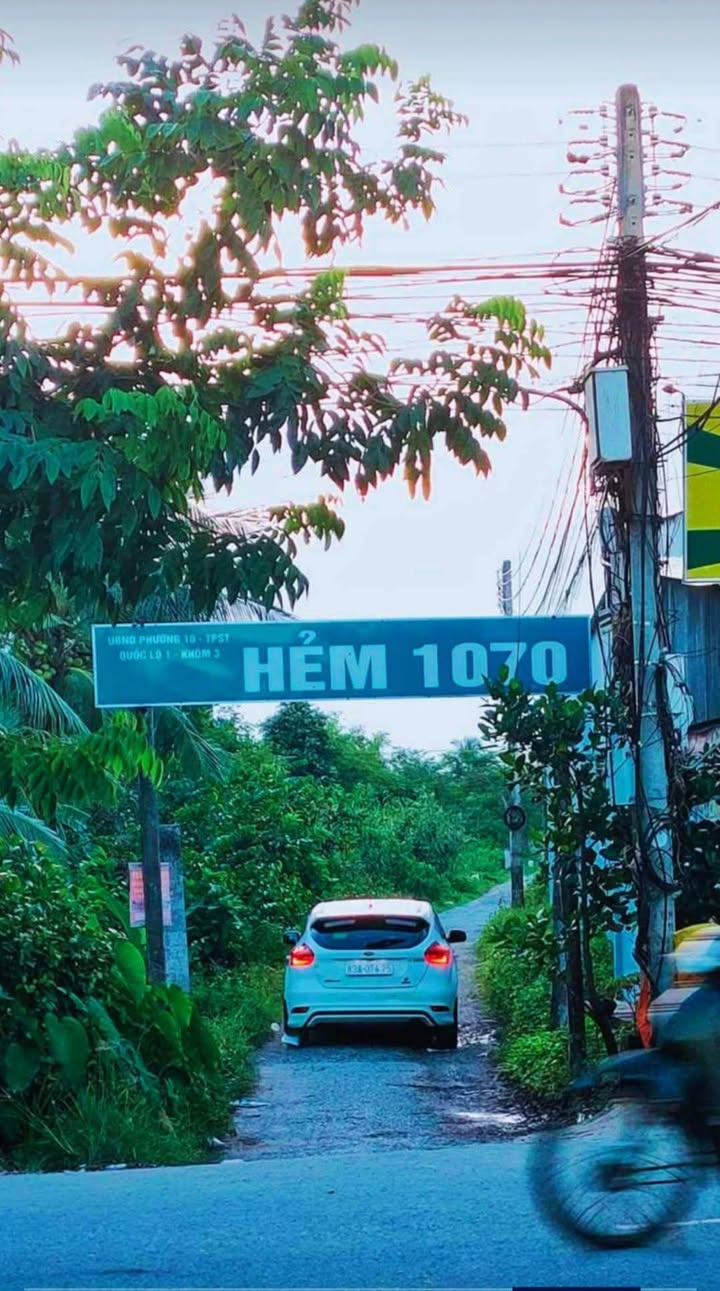 UBND PHƯỜNG 10 - TPST
QUỐC LỘ 1 - KHÓM 3
HẺM 1070